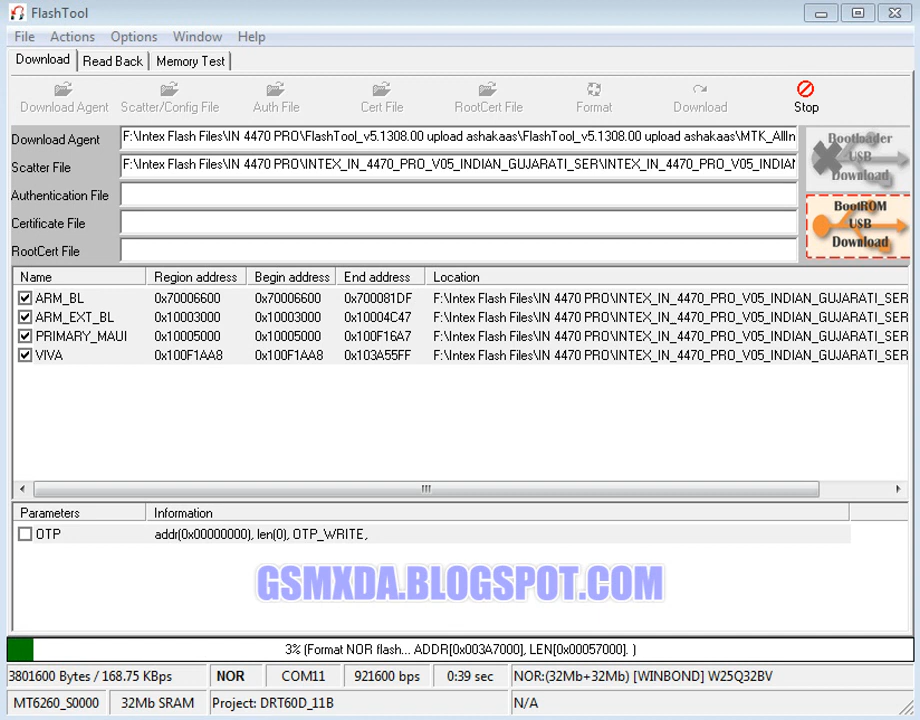 FlashTool
File Actions Options Window Help
Download Read Back Memory Test
Download Agent Scatter/Config File Auth File Cert File RootCert File Format Download Stop
Download Agent F:\Intex Flash Files\IN 4470 PRO\FlashTool_v5.1308.00 upload ashakaas\FlashTool_v5.1308.00 upload ashakaas\MTK_AllIn
Scatter File F:\Intex Flash Files\IN 4470 PRO\INTEX_IN_4470_PRO_V05_INDIAN_GUJARATI_SER\INTEX_IN_4470_PRO_V05_INDIAN
Authentication File
Certificate File
RootCert File
Bootloader
USB
Download
BootROM
USB
Download
Name Region address Begin address End address Location
ARM_BL 0x70006600 0x70006600 0x700081DF F:\Intex Flash Files\IN 4470 PRO\INTEX_IN_4470_PRO_V05_INDIAN_GUJARATI_SER
ARM_EXT_BL 0x10003000 0x10003000 0x10004C47 F:\Intex Flash Files\IN 4470 PRO\INTEX_IN_4470_PRO_V05_INDIAN_GUJARATI_SER
PRIMARY_MAUI 0x10005000 0x10005000 0x100F16A7 F:\Intex Flash Files\IN 4470 PRO\INTEX_IN_4470_PRO_V05_INDIAN_GUJARATI_SER
VIVA 0x100F1AA8 0x100F1AA8 0x103A55FF F:\Intex Flash Files\IN 4470 PRO\INTEX_IN_4470_PRO_V05_INDIAN_GUJARATI_SER
Parameters Information
OTP addr(0x00000000), len(0), OTP_WRITE,
GSMXDA.BLOGSPOT.COM
3% (Format NOR flash... ADDR[0x003A7000], LEN[0x00057000]. )
3801600 Bytes / 168.75 KBps NOR COM11 921600 bps 0:39 sec NOR:(32Mb+32Mb) [WINBOND] W25Q32BV
MT6260_S0000 32Mb SRAM Project: DRT60D_11B N/A